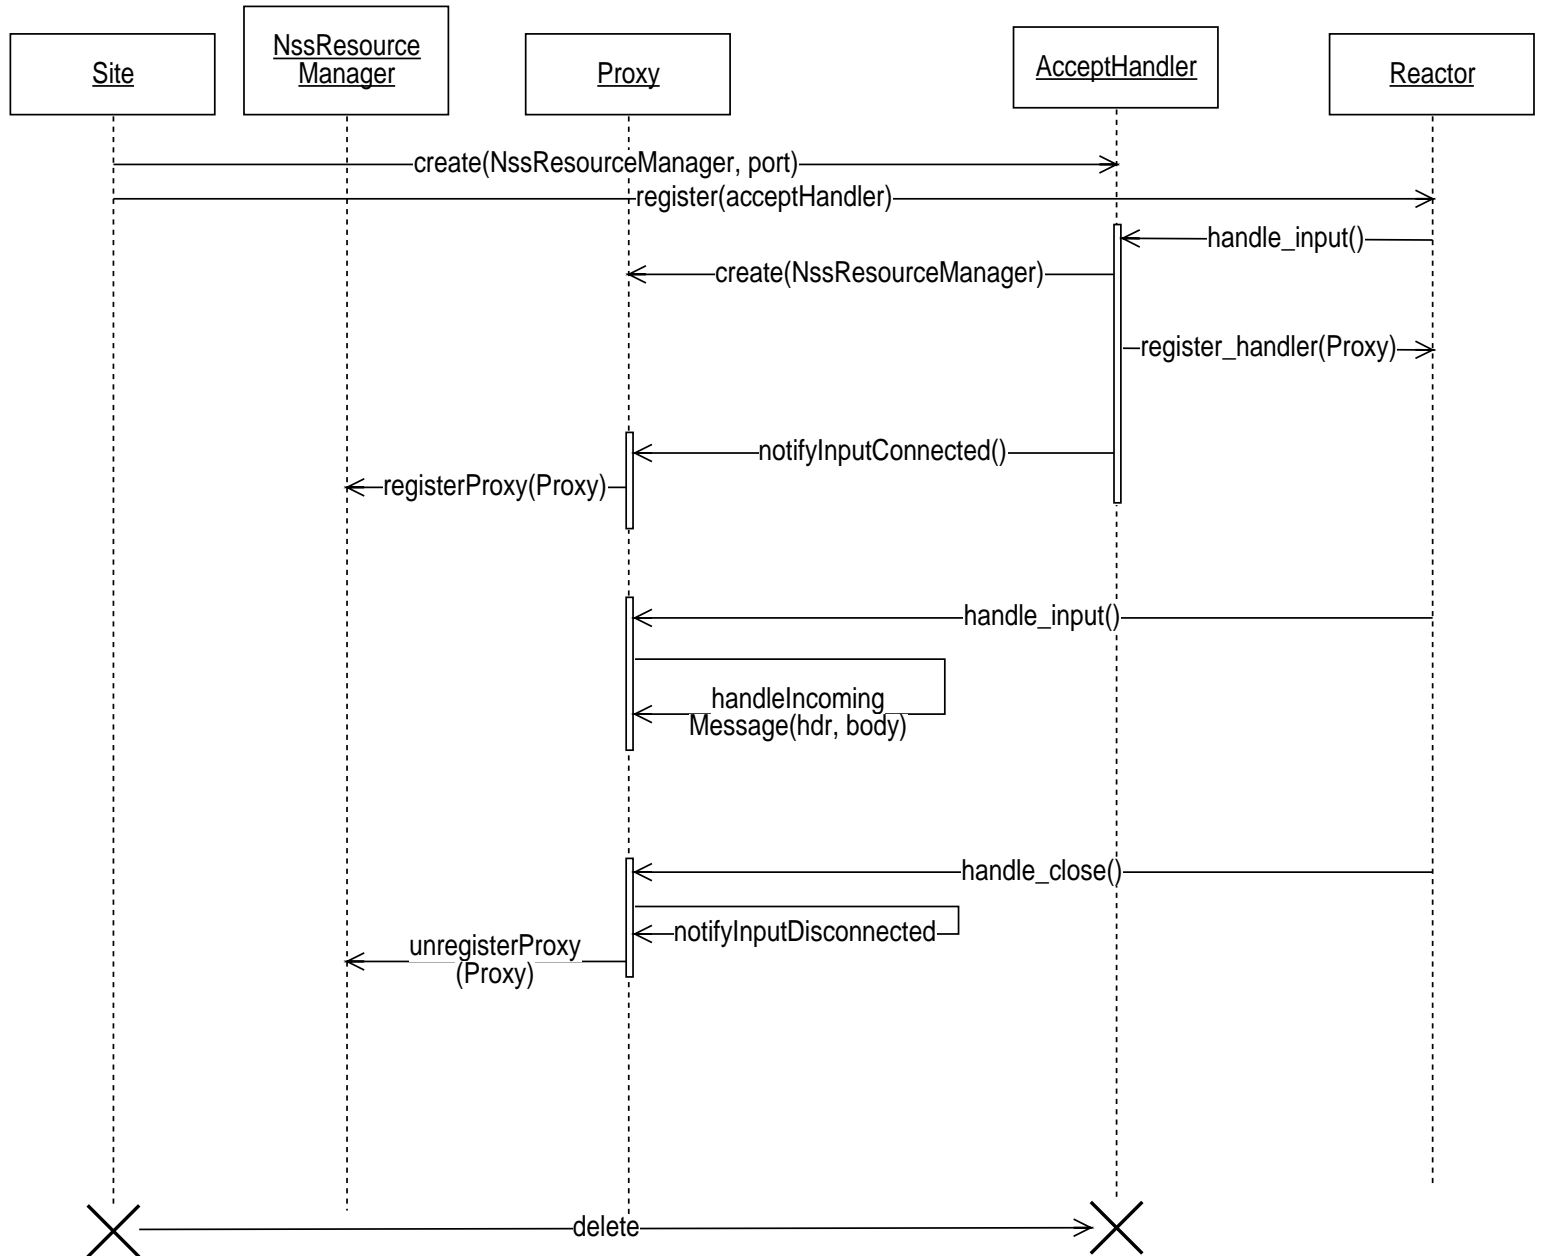 Site
NssResource
Manager
Proxy
AcceptHandler
Reactor
create(NssResourceManager, port)
register(acceptHandler)
handle_input()
create(NssResourceManager)
register_handler(Proxy)
notifyInputConnected()
registerProxy(Proxy)
handle_input()
handleIncoming
Message(hdr, body)
handle_close()
notifyInputDisconnected
unregisterProxy
(Proxy)
delete